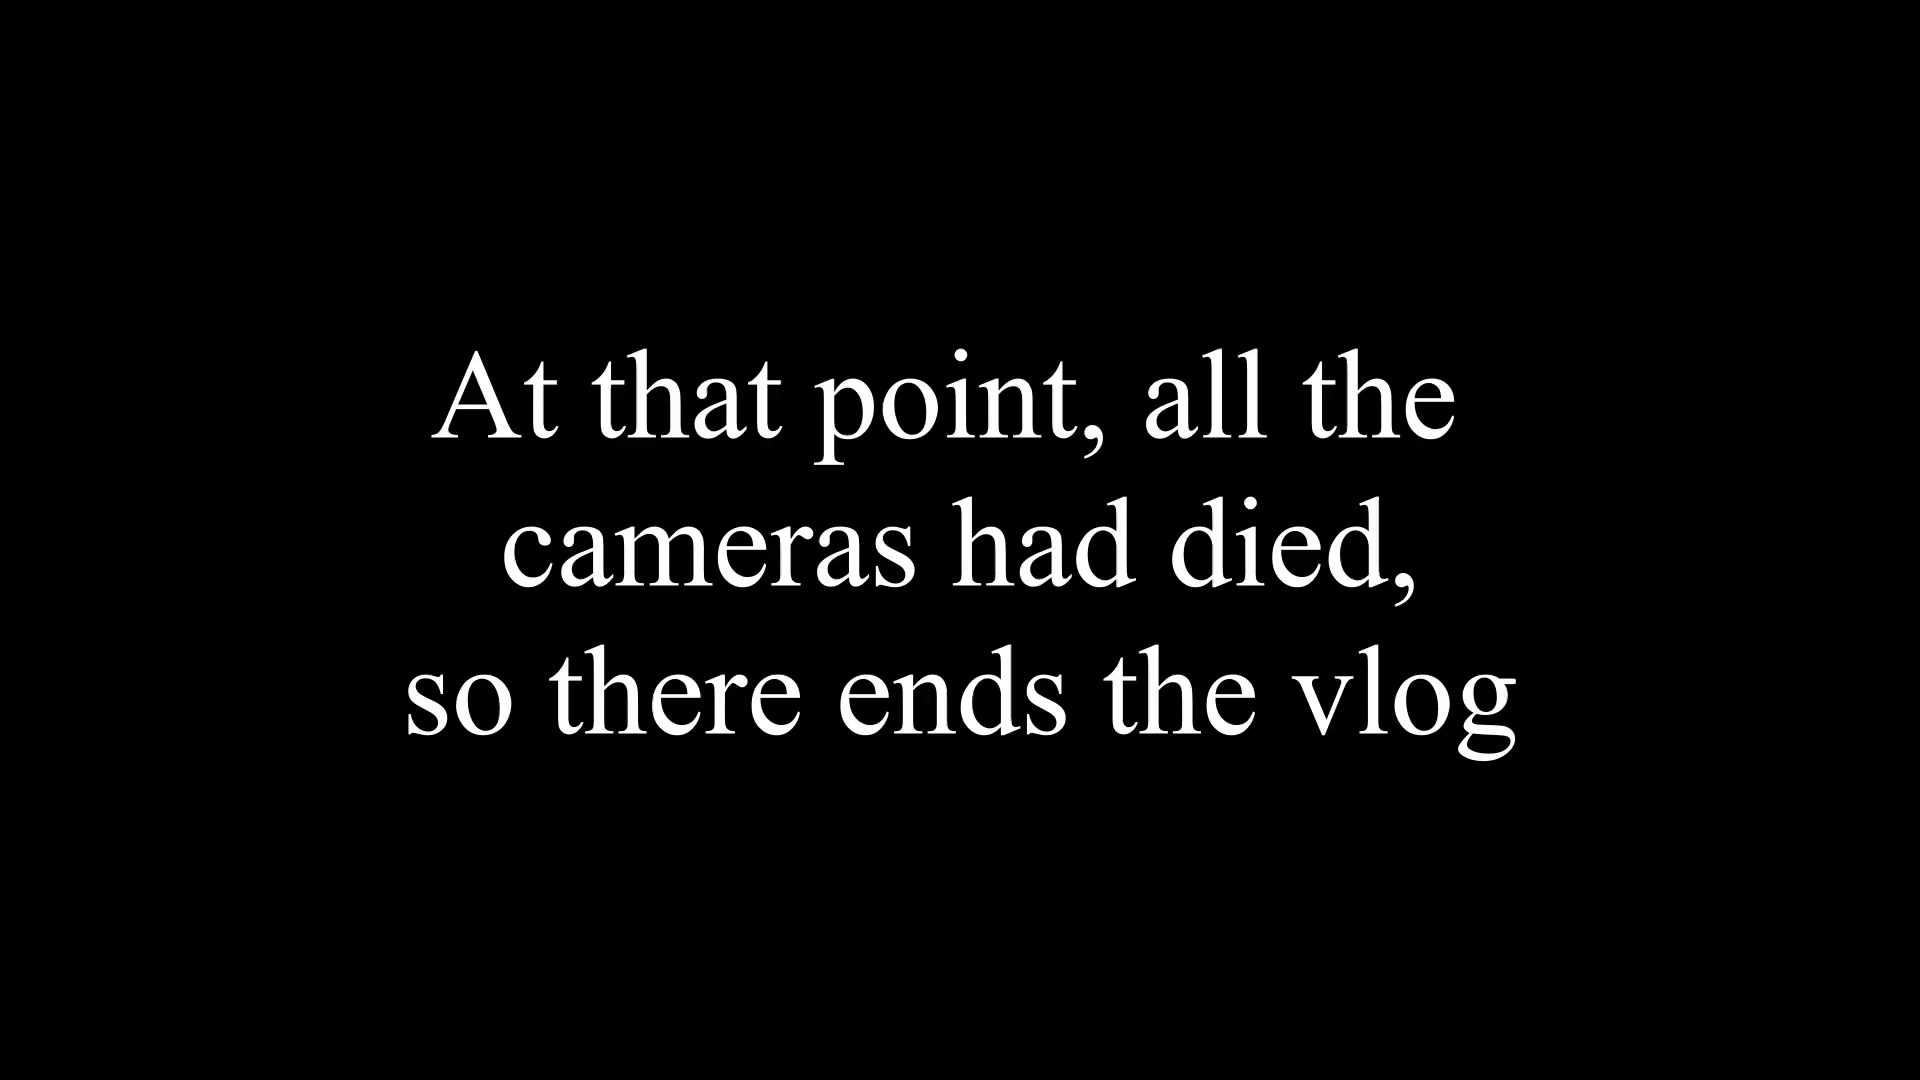 At that point, all the
cameras had died,
so there ends the vlog